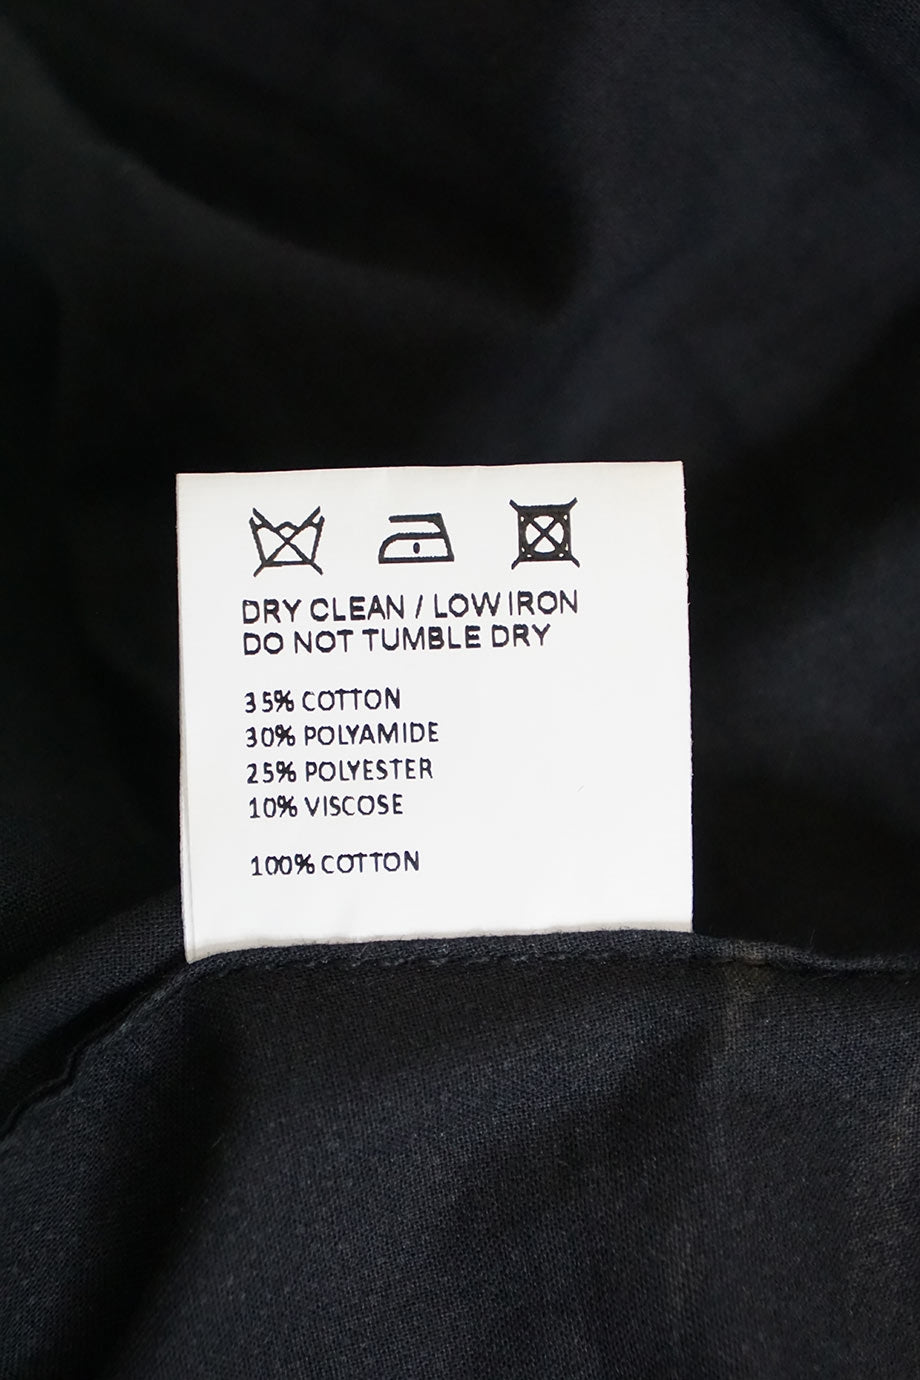 DRY CLEAN / LOW IRON
DO NOT TUMBLE DRY
35% COTTON
30% POLYAMIDE
25% POLYESTER
10% VISCOSE
100% COTTON